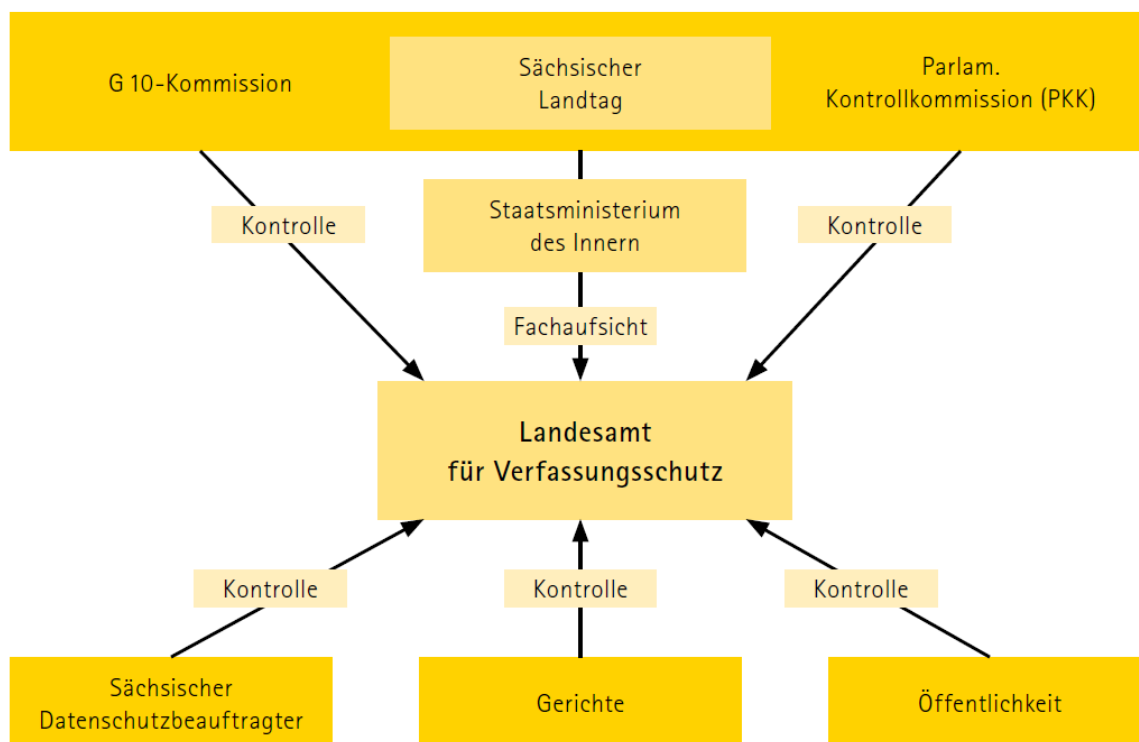 G 10-Kommission
Sächsischer
Landtag
Parlam.
Kontrollkommission (PKK)
Kontrolle
Staatsministerium
des Innern
Kontrolle
Fachaufsicht
Landesamt
für Verfassungsschutz
Kontrolle
Kontrolle
Kontrolle
Sächsischer
Datenschutzbeauftragter
Gerichte
Öffentlichkeit